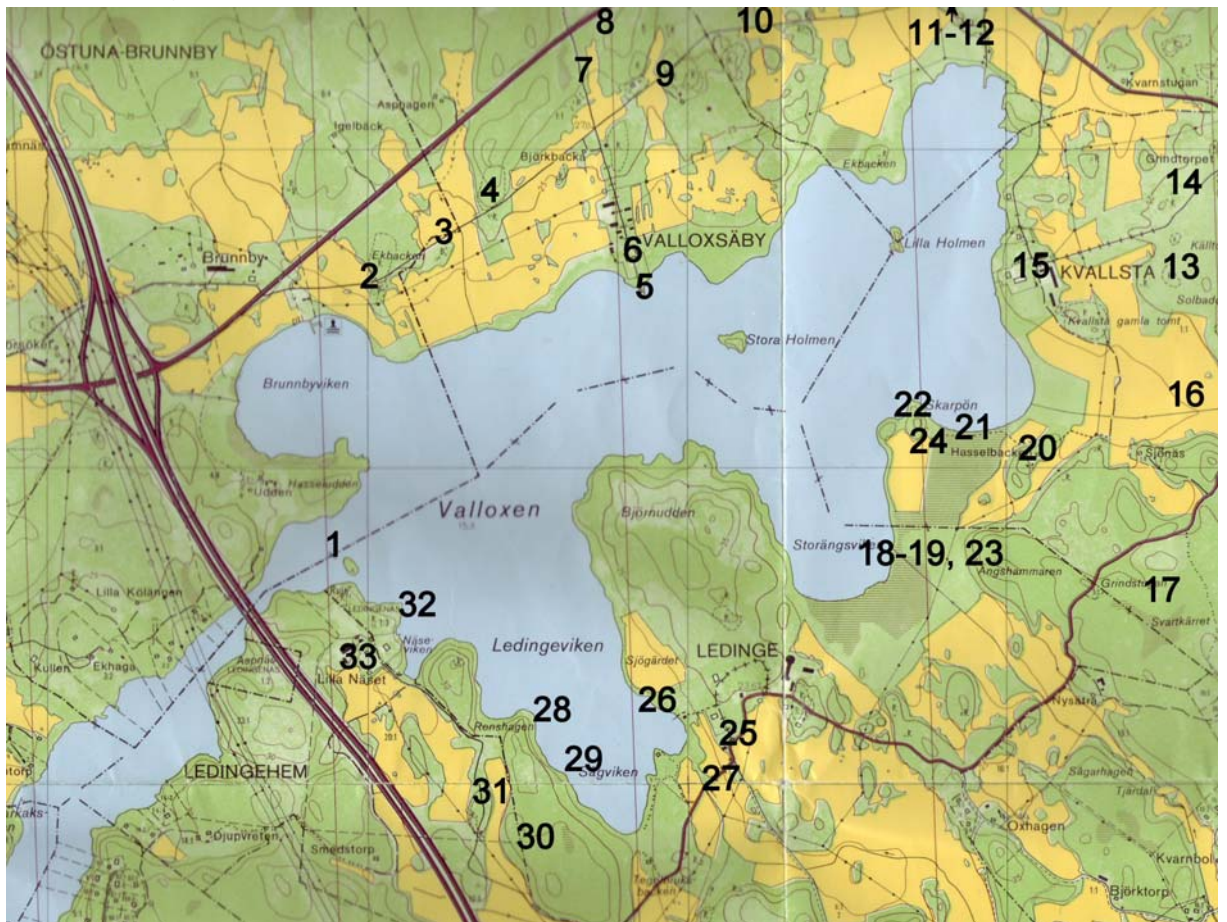 8
10
11-12
ÖSTUNA-BRUNNBY
7
9
Kvarnstugan
Asphagen
Igelbäck
Björkbacka
Ekbacken
Grindtorpet
4
14
3
Lilla Holmen
6
VALLOXSÄBY
Ekbacken
2
Brunnby
5
15
KVALLSTA
13
Kvallsta gamla tomt
Stora Holmen
Brunnbyviken
16
22
Skarpön
21
24
20
Sjönäs
Hasseludden
Udden
Valloxen
Björnudden
1
Storängsviken
18-19, 23
Ängshammaren
Grindstugan
17
Lilla Kölängen
32
Svartkärret
Näse-
viken
Ledingeviken
LEDINGE
Kullen
Ekhaga
33
Lilla Näset
Sjögärdet
26
Nysätra
28
Renshagen
25
29
Sågviken
27
LEDINGEHEM
Sågarhagen
31
30
Djupvreten
Smedstorp
Oxhagen
Kvarnbol
Björktorp